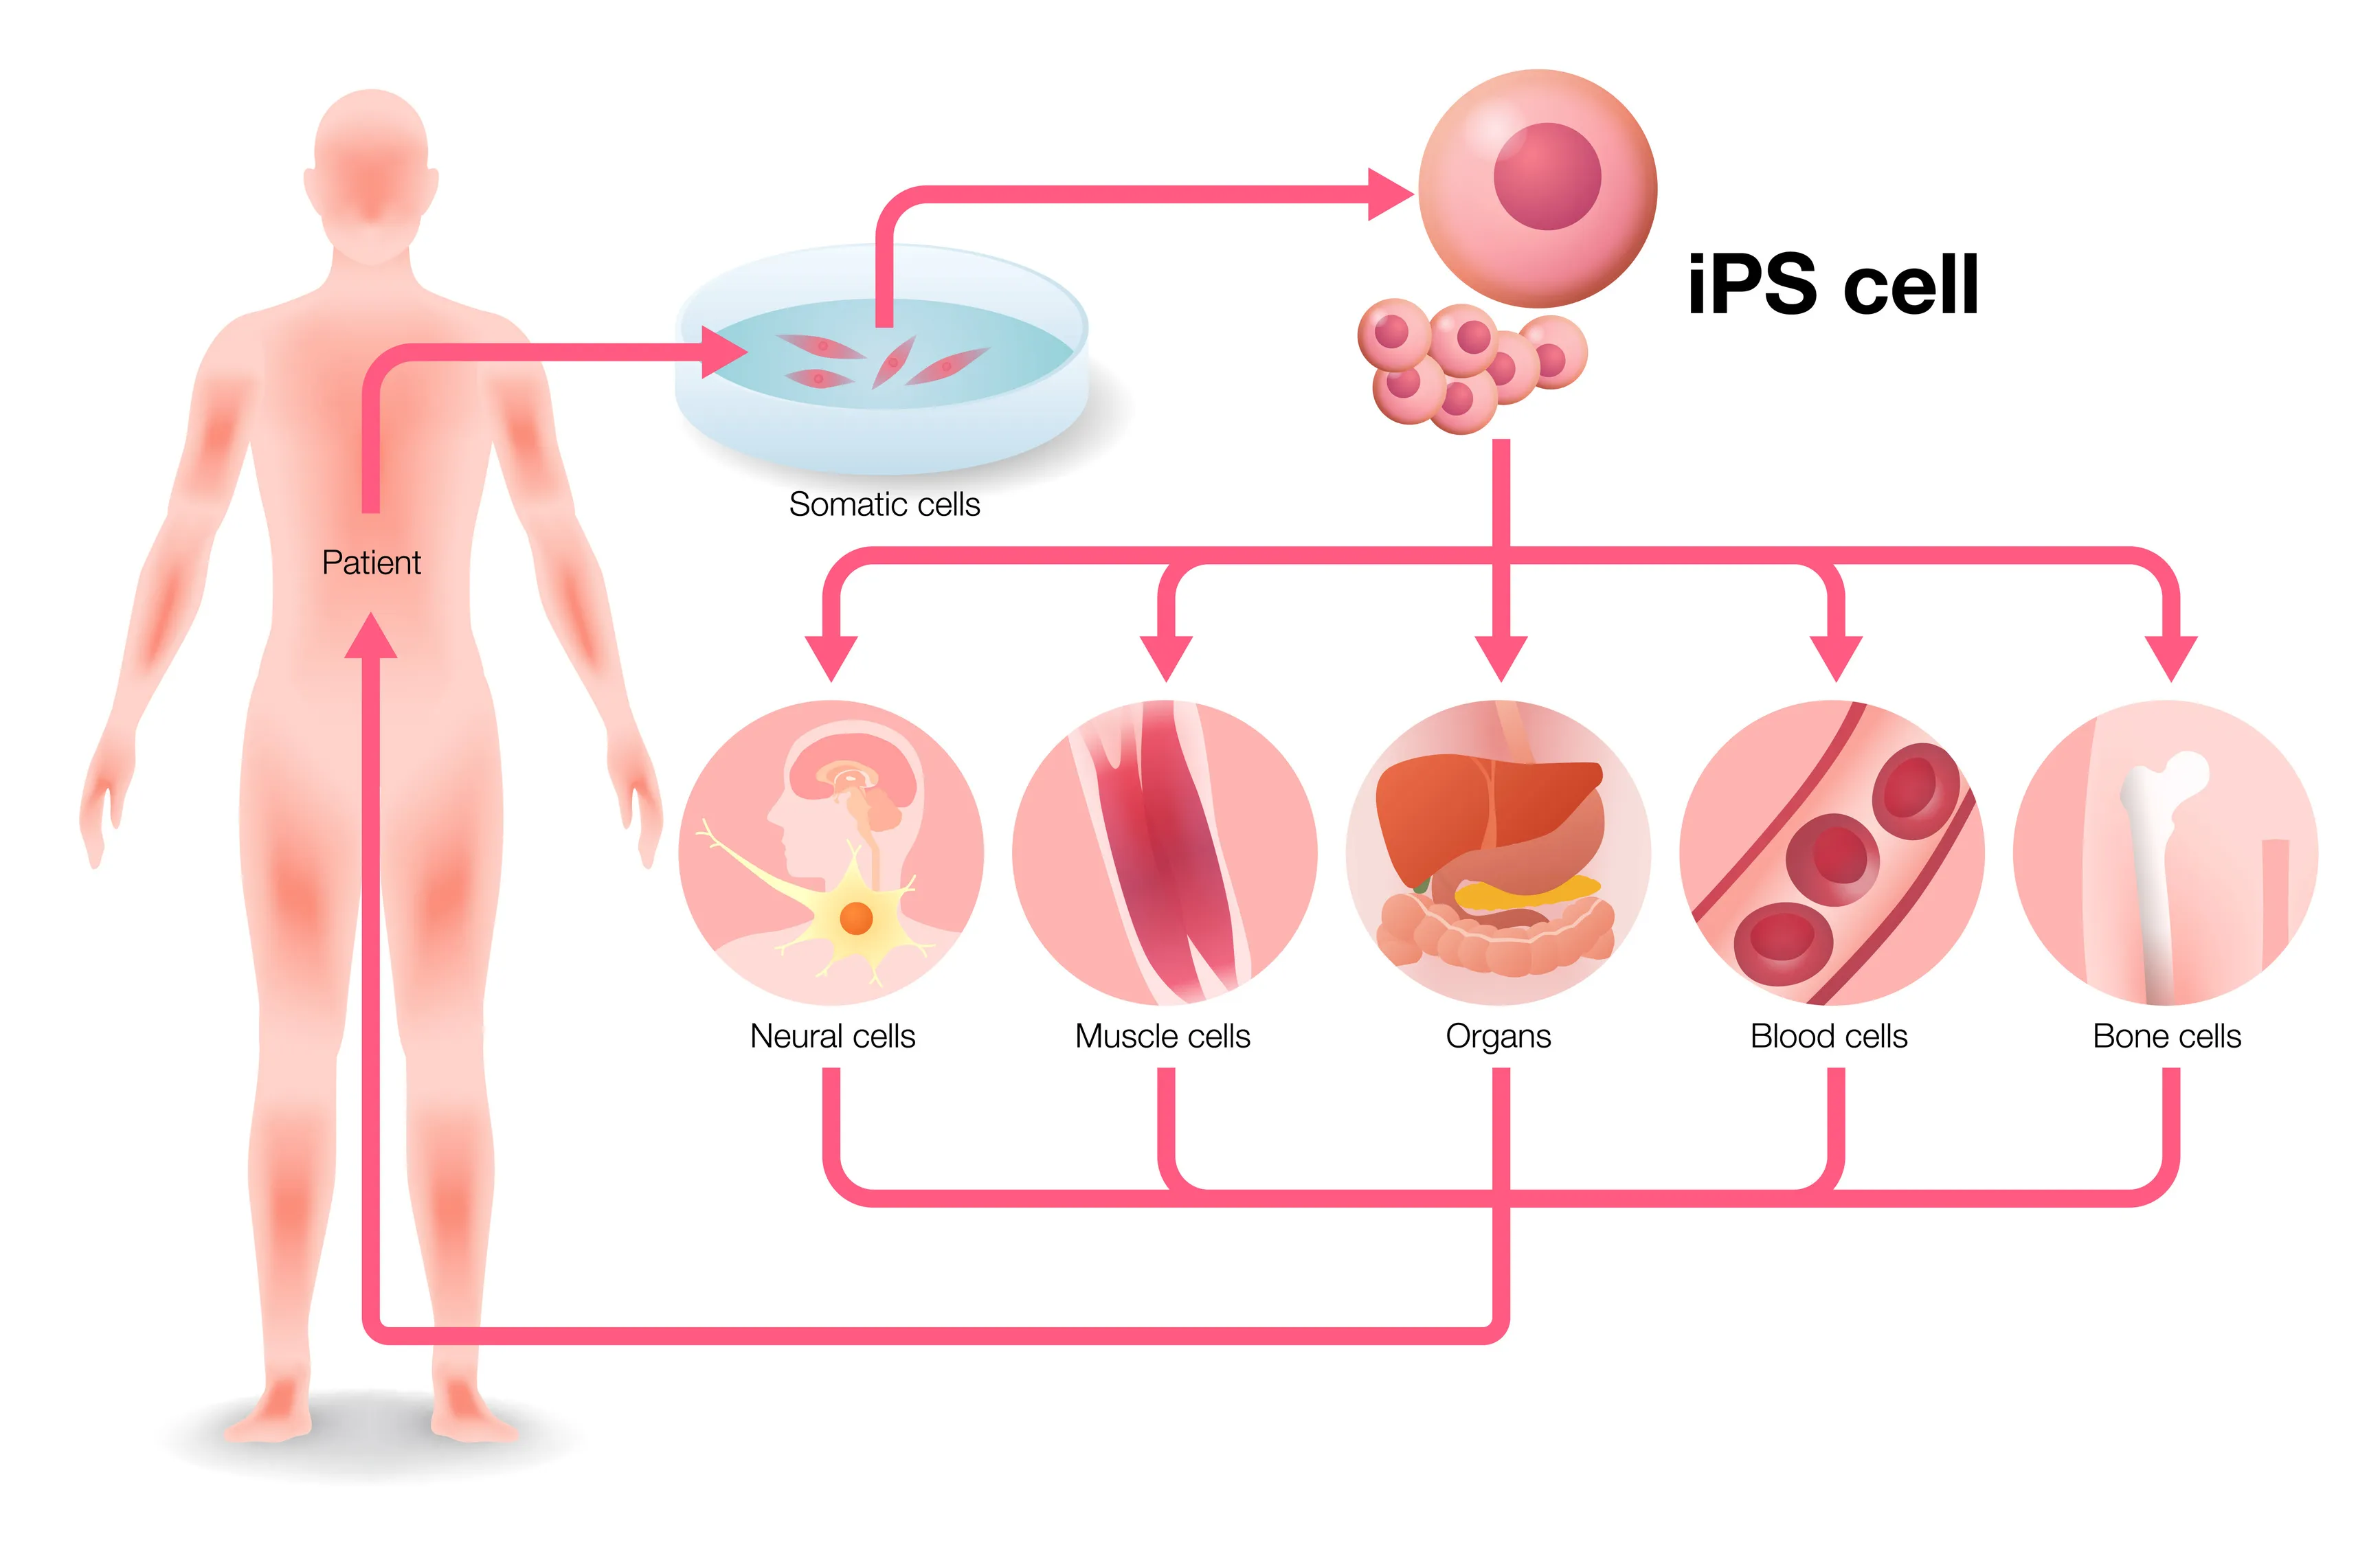 iPS cell
Somatic cells
Patient
Neural cells
Muscle cells
Organs
Blood cells
Bone cells